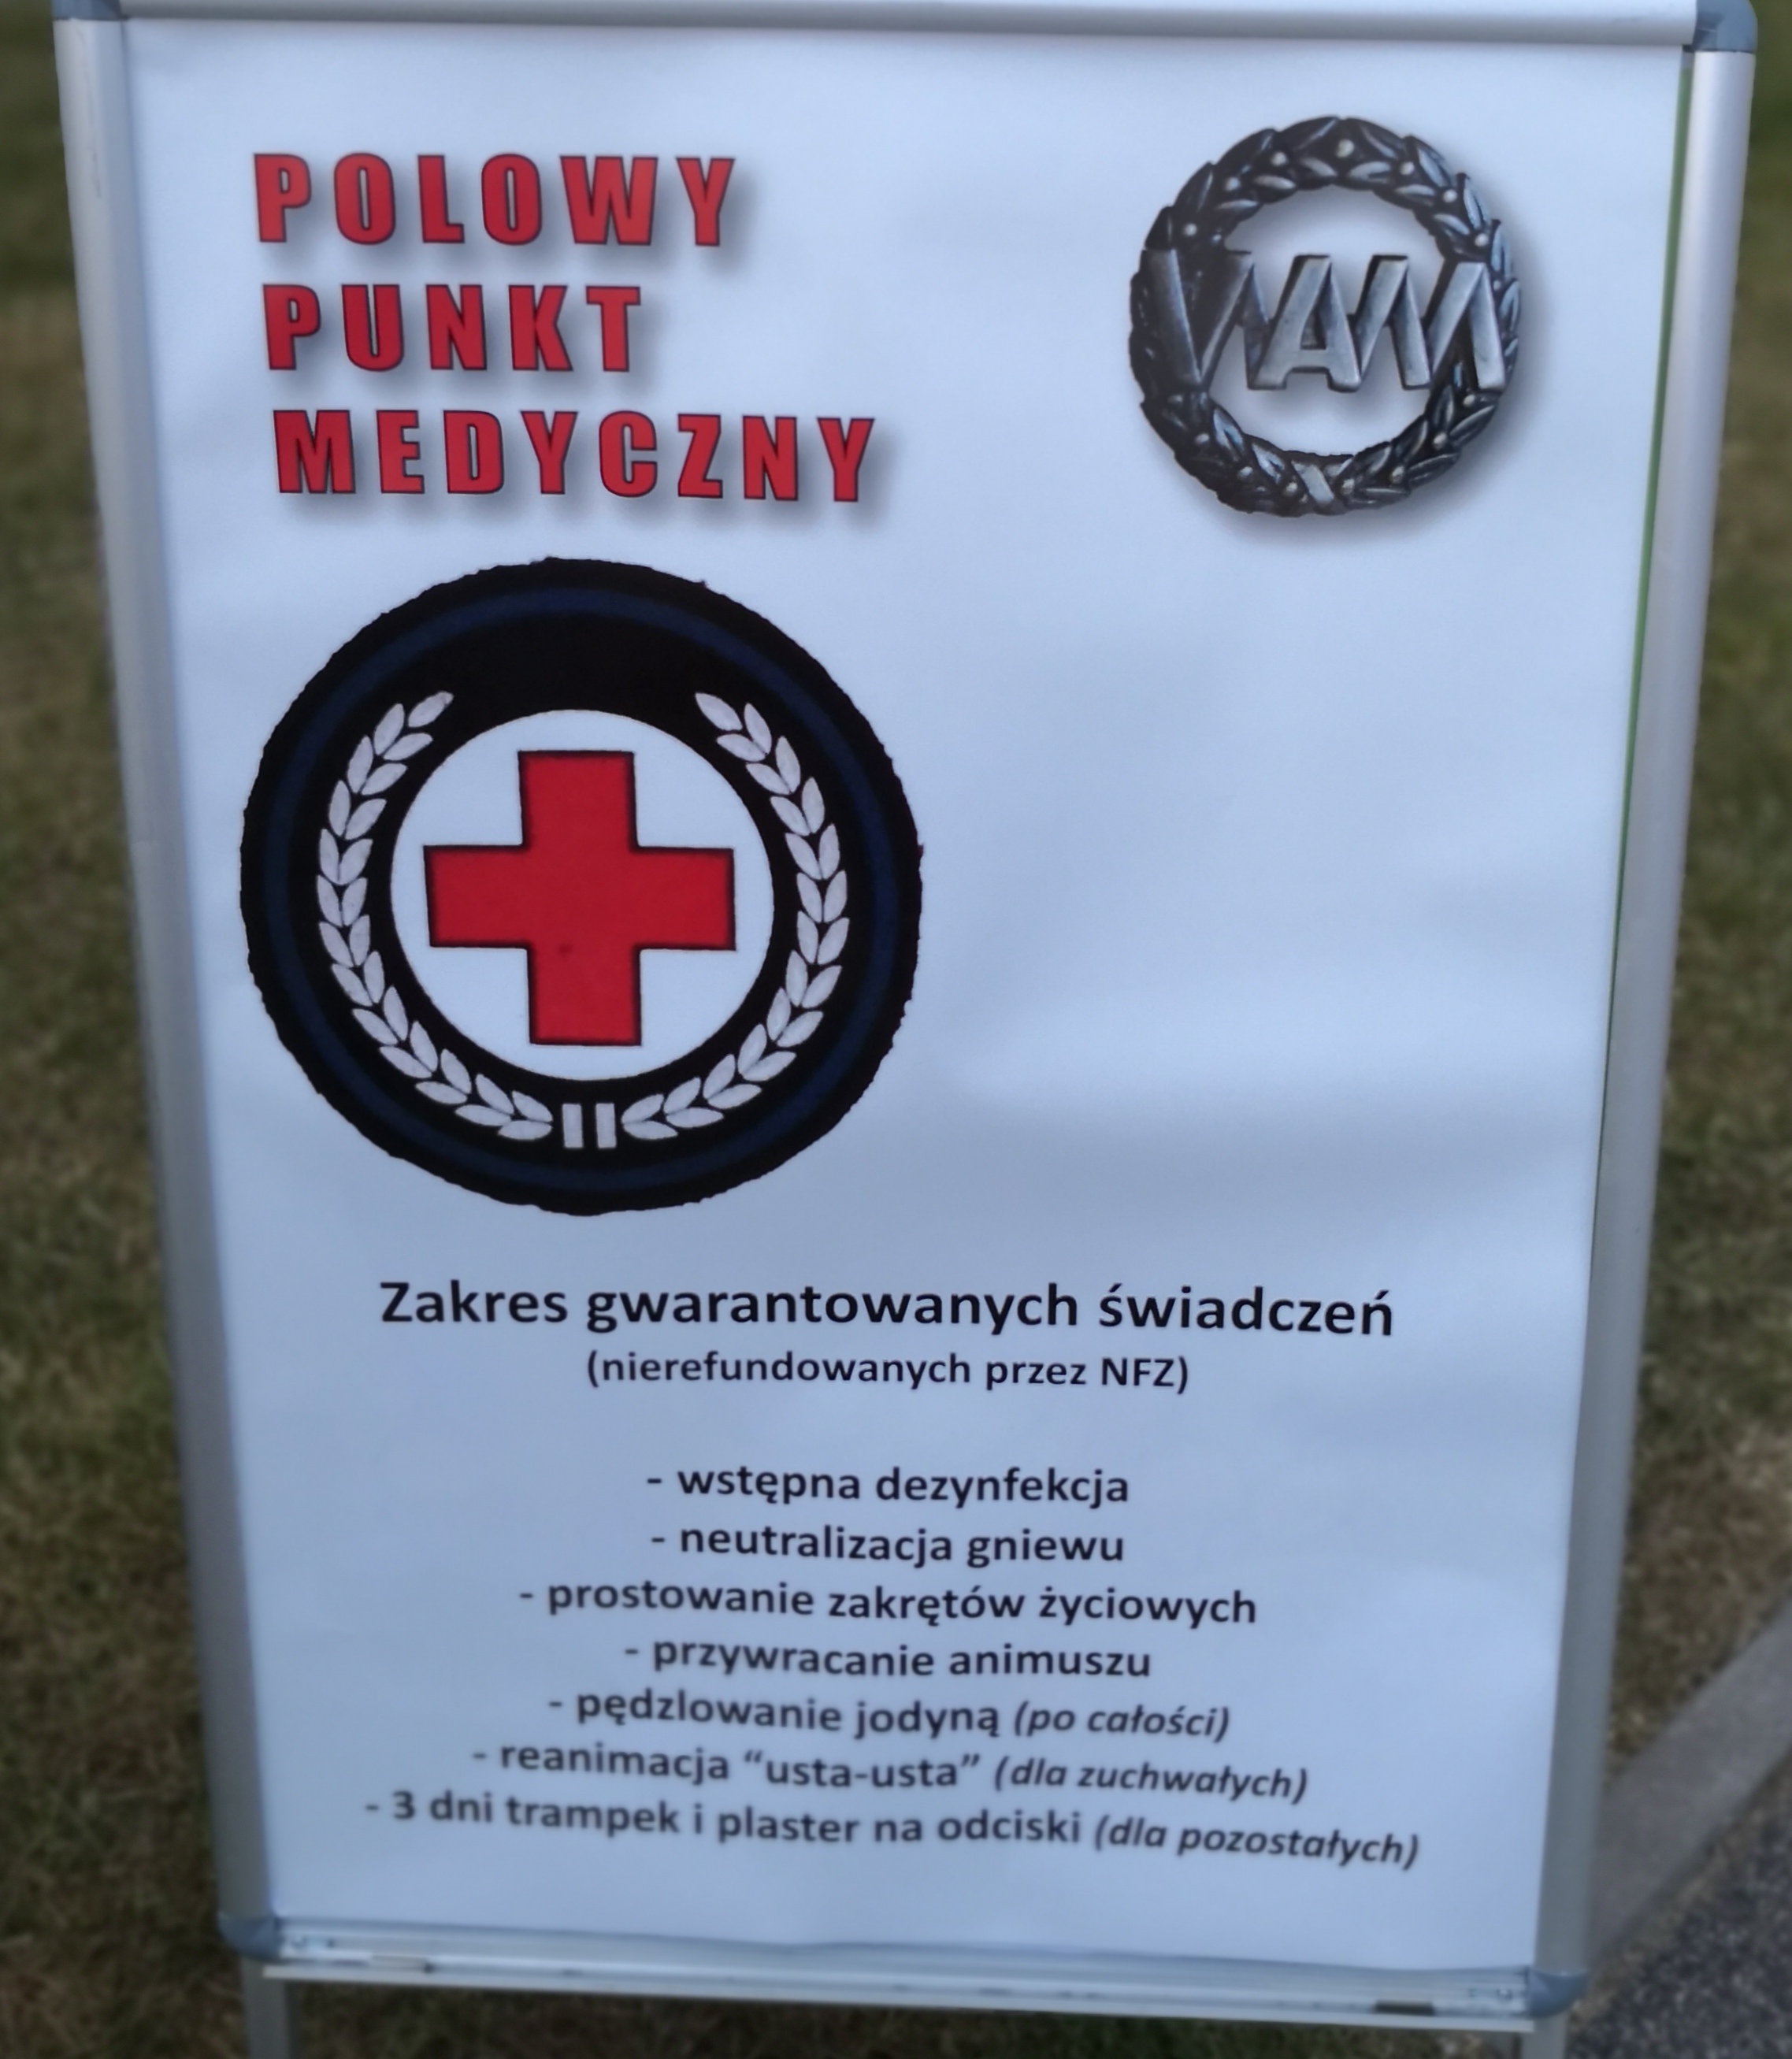 POLOWY
PUNKT
MEDYCZNY
WAM
II
Zakres gwarantowanych świadczeń
(nierefundowanych przez NFZ)
- wstępna dezynfekcja
- neutralizacja gniewu
- prostowanie zakrętów życiowych
- przywracanie animuszu
- pędzlowanie jodyną (po całości)
- reanimacja “usta-usta” (dla zuchwałych)
- 3 dni trampek i plaster na odciski (dla pozostałych)